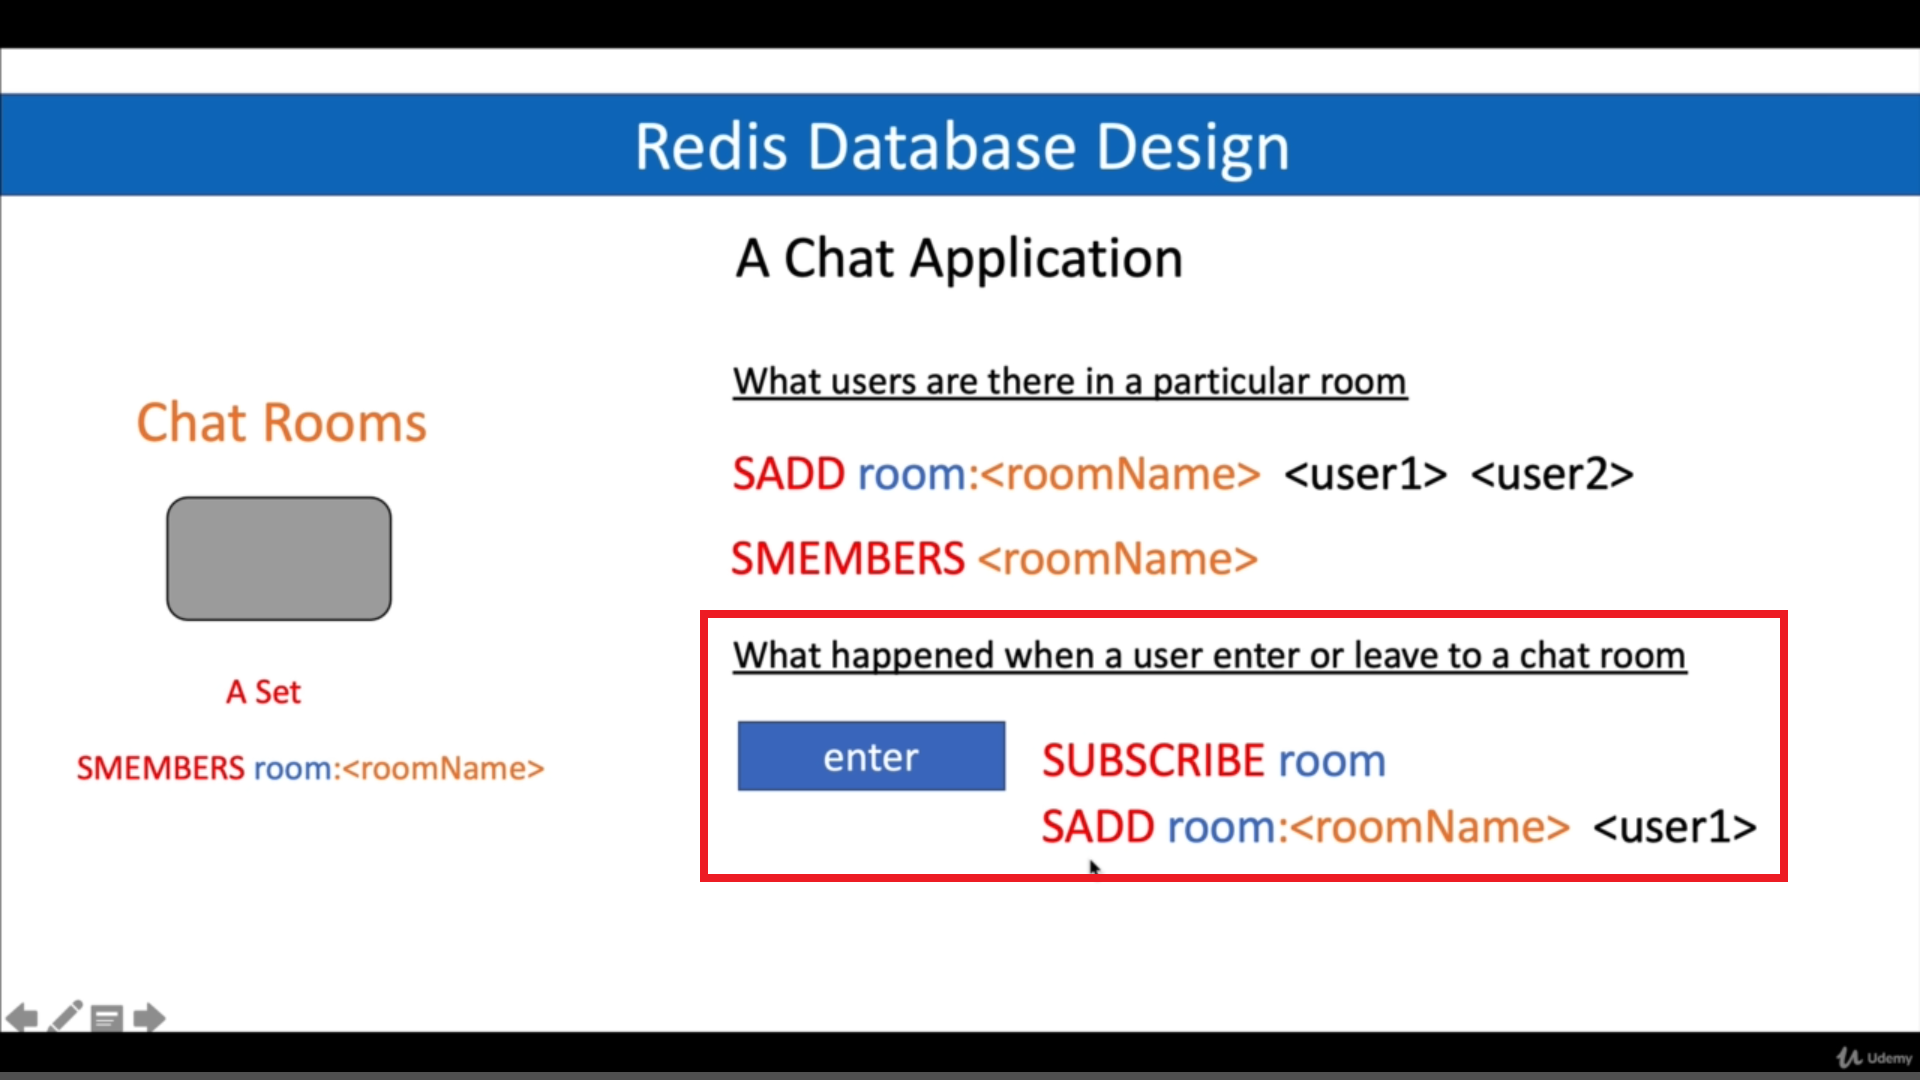 Redis Database Design
A Chat Application
Chat Rooms
A Set
SMEMBERS room:<roomName>
What users are there in a particular room
SADD room:<roomName> <user1> <user2>
SMEMBERS <roomName>
What happened when a user enter or leave to a chat room
enter
SUBSCRIBE room
SADD room:<roomName> <user1>
Udemy